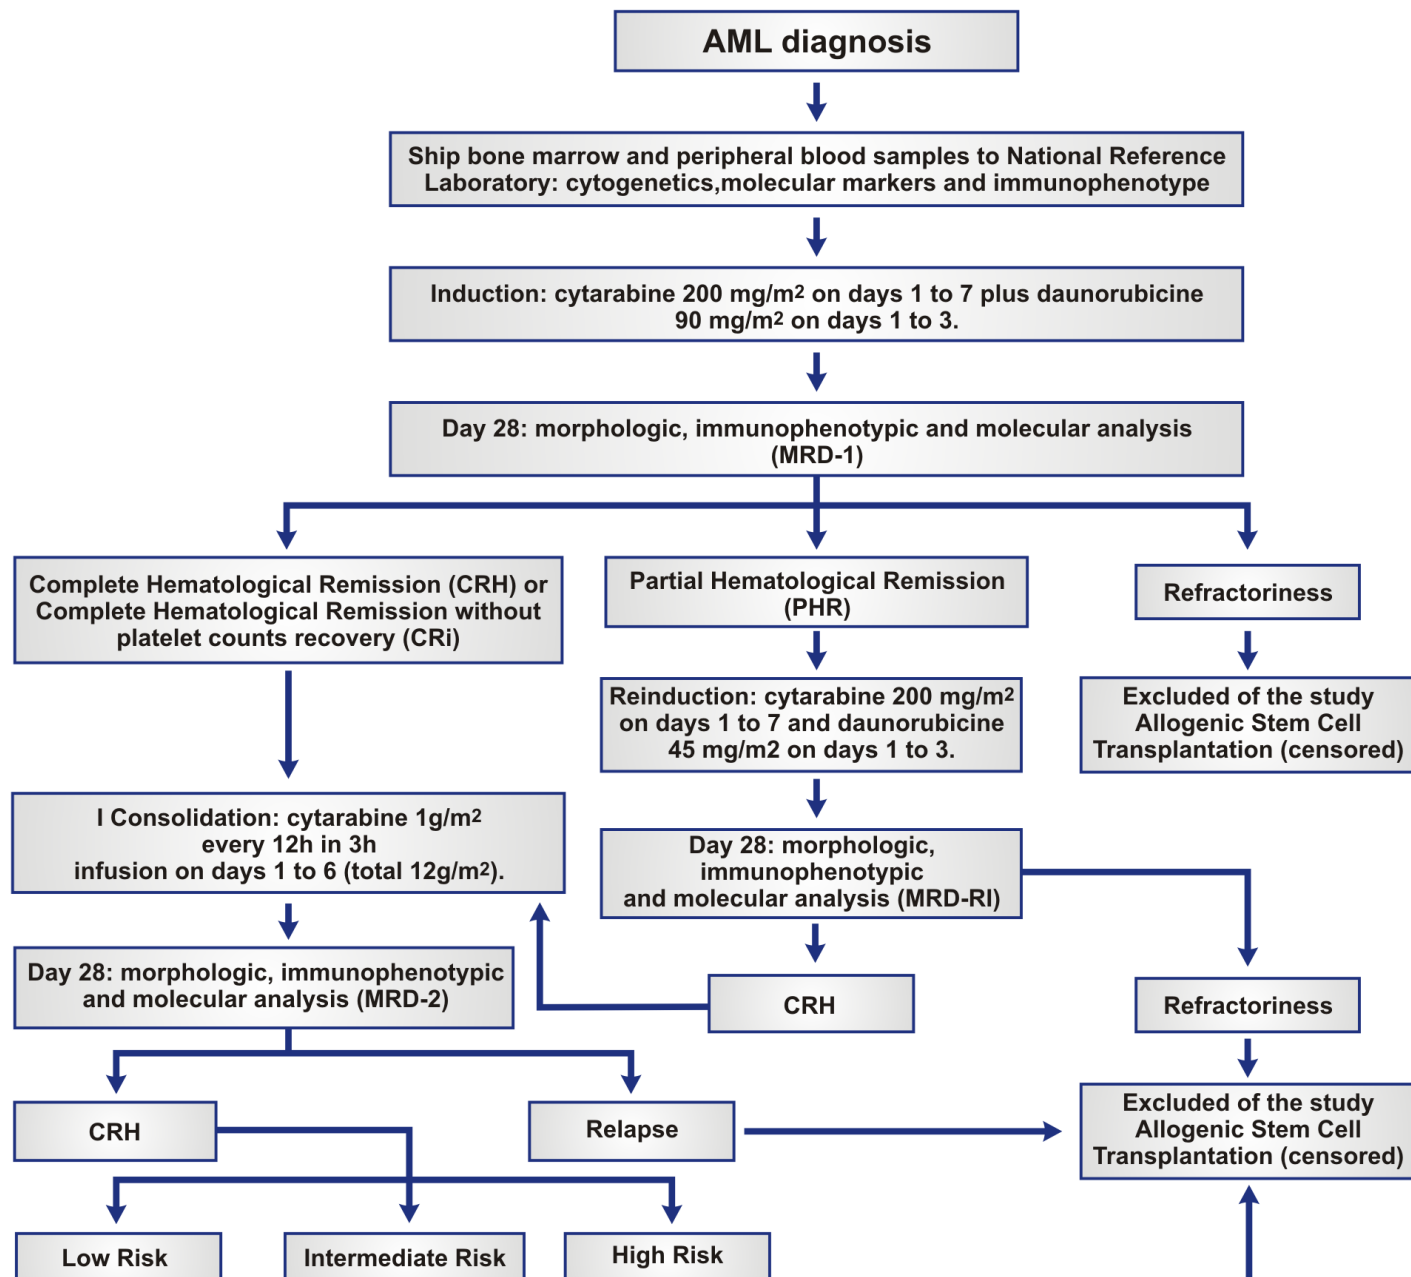 AML diagnosis
Ship bone marrow and peripheral blood samples to National Reference
Laboratory: cytogenetics,molecular markers and immunophenotype
Induction: cytarabine 200 mg/m² on days 1 to 7 plus daunorubicine
90 mg/m² on days 1 to 3.
Day 28: morphologic, immunophenotypic and molecular analysis
(MRD-1)
Complete Hematological Remission (CRH) or
Complete Hematological Remission without
platelet counts recovery (CRi)
Partial Hematological Remission
(PHR)
Refractoriness
Reinduction: cytarabine 200 mg/m²
on days 1 to 7 and daunorubicine
45 mg/m2 on days 1 to 3.
Excluded of the study
Allogenic Stem Cell
Transplantation (censored)
I Consolidation: cytarabine 1g/m²
every 12h in 3h
infusion on days 1 to 6 (total 12g/m²).
Day 28: morphologic,
immunophenotypic
and molecular analysis (MRD-RI)
Day 28: morphologic, immunophenotypic
and molecular analysis (MRD-2)
CRH
Refractoriness
CRH
Relapse
Excluded of the study
Allogenic Stem Cell
Transplantation (censored)
Low Risk
Intermediate Risk
High Risk